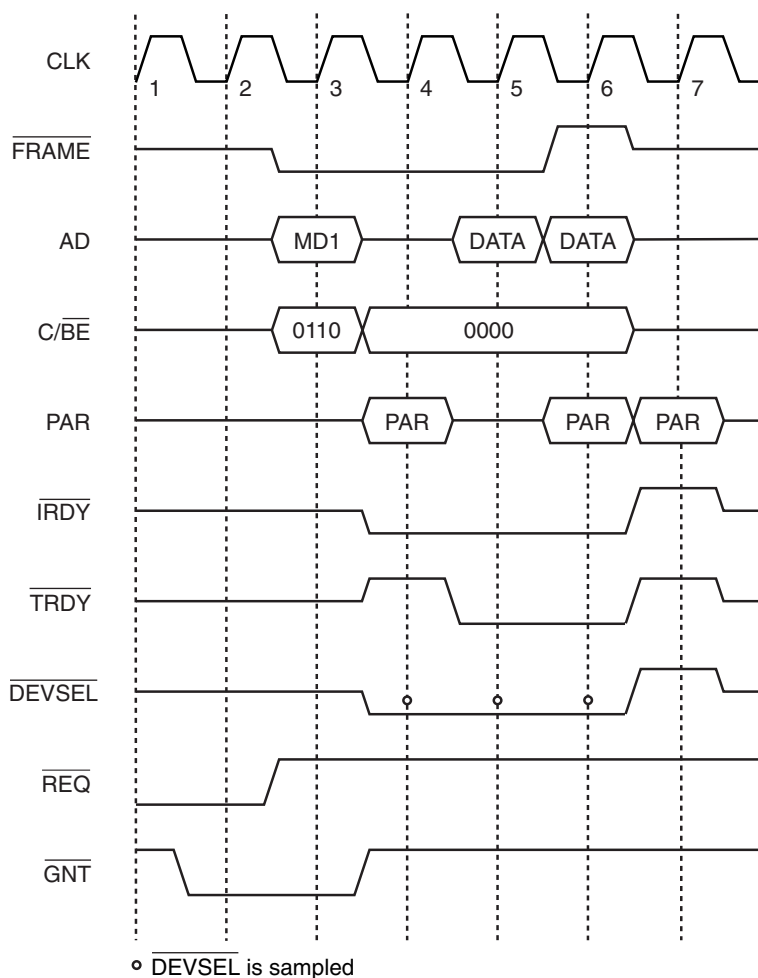 CLK
1 2 3 4 5 6 7
FRAME
AD
MD1 DATA DATA
C/BE
0110 0000
PAR
PAR PAR PAR
IRDY
TRDY
DEVSEL
REQ
GNT
DEVSEL is sampled